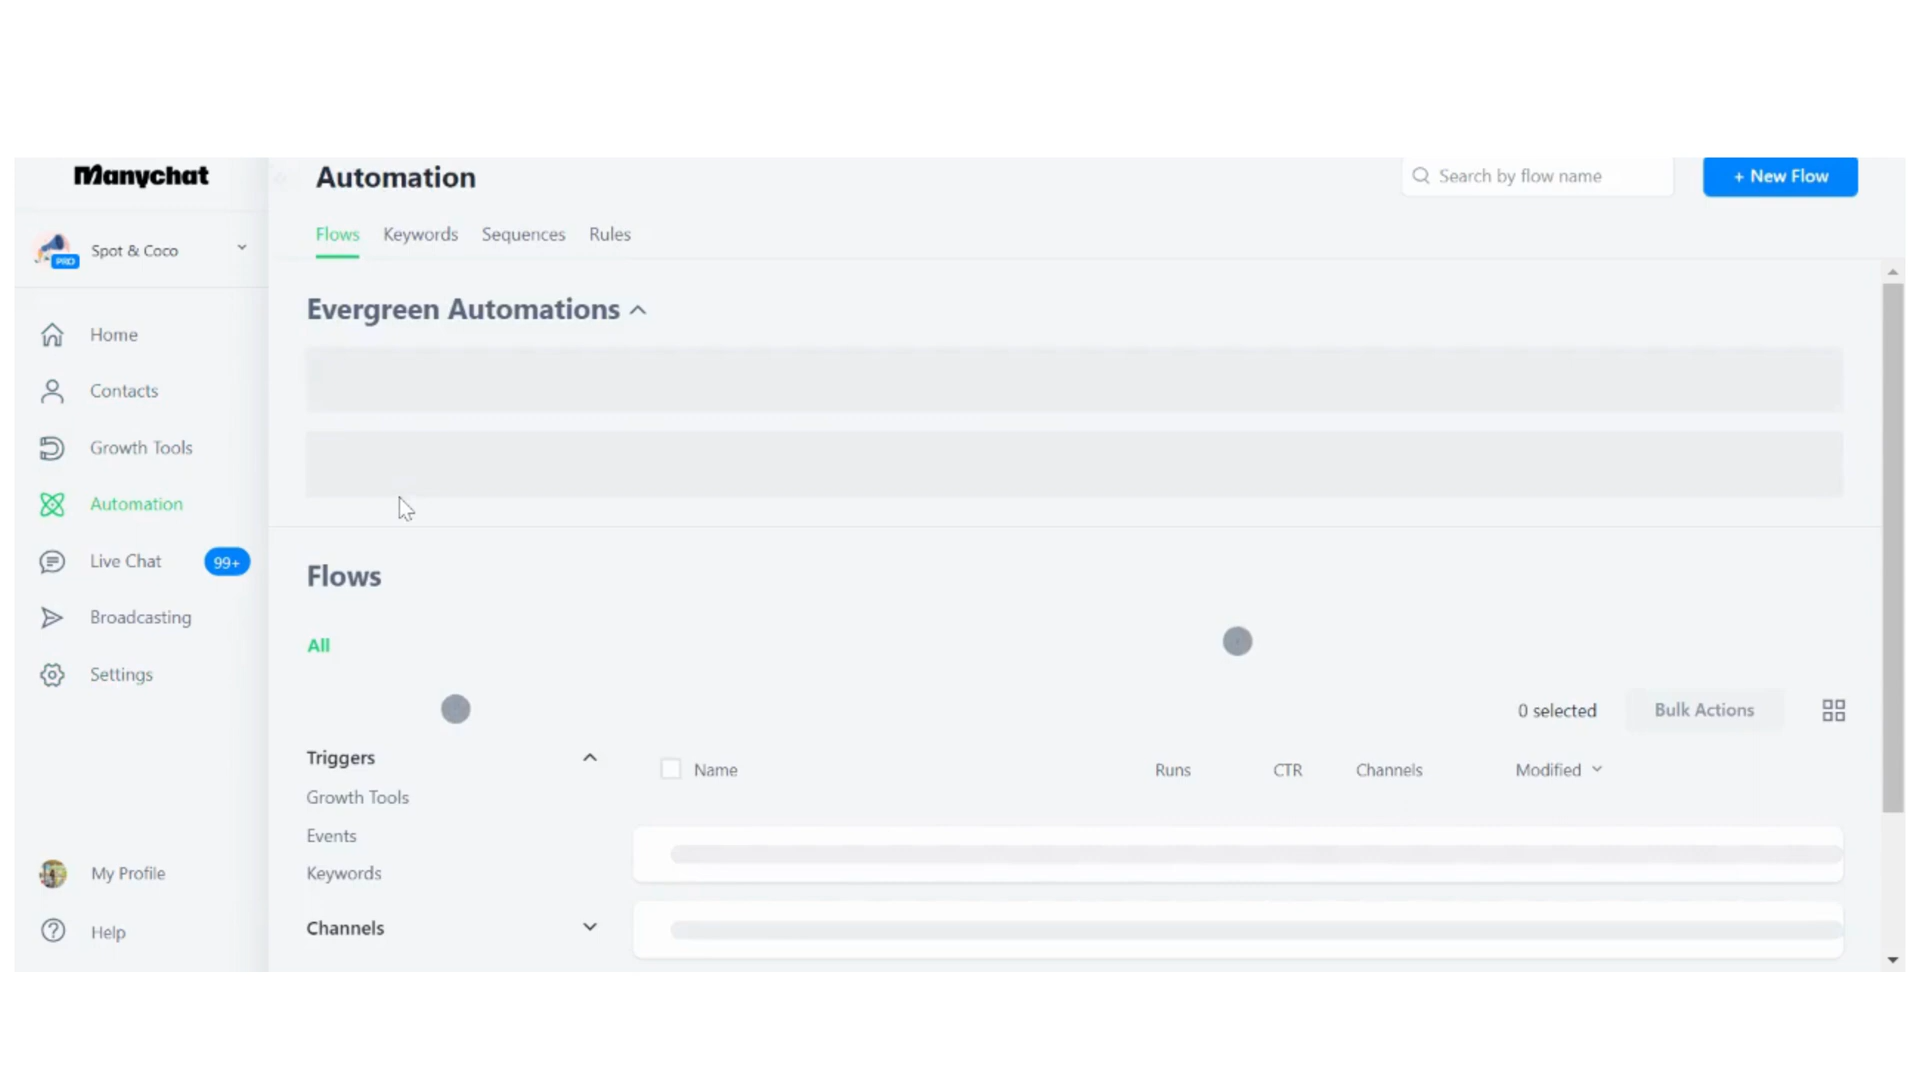 Manychat
Automation
Search by flow name
+ New Flow
PRO
Spot & Coco
Flows
Keywords
Sequences
Rules
Evergreen Automations
Home
Contacts
Growth Tools
Automation
Live Chat
99+
Broadcasting
Settings
My Profile
Help
Flows
All
0 selected
Bulk Actions
Triggers
Growth Tools
Events
Keywords
Channels
Name
Runs
CTR
Channels
Modified